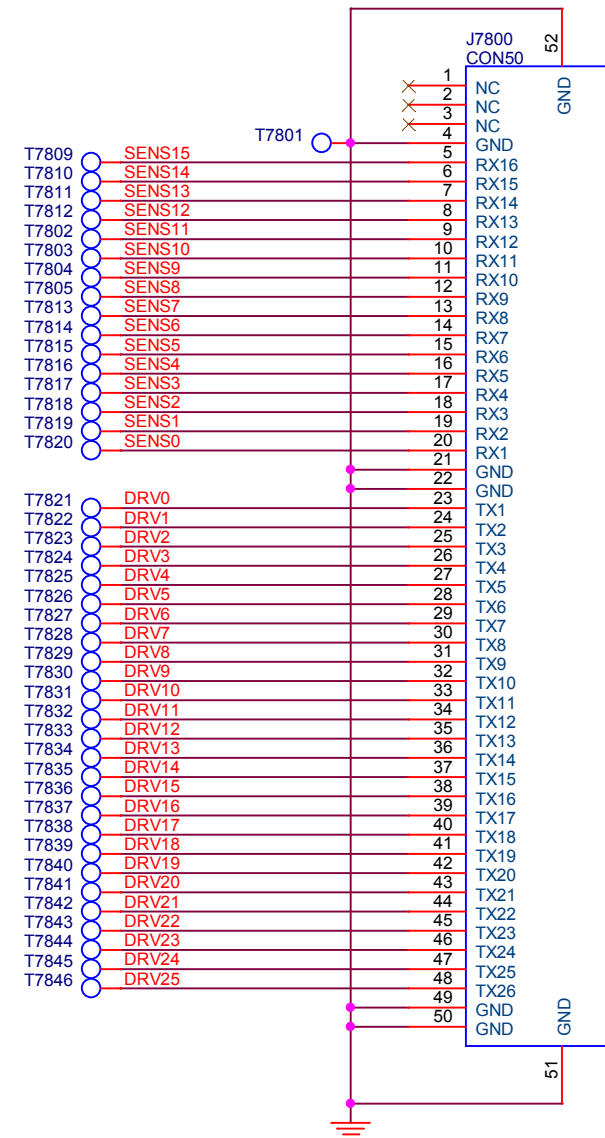 52
J7800
CON50
GND
1 NC
2 NC
3 NC
T7801 4 GND
T7809 SENS15 5 RX16
T7810 SENS14 6 RX15
T7811 SENS13 7 RX14
T7812 SENS12 8 RX13
T7802 SENS11 9 RX12
T7803 SENS10 10 RX11
T7804 SENS9 11 RX10
T7805 SENS8 12 RX9
T7813 SENS7 13 RX8
T7814 SENS6 14 RX7
T7815 SENS5 15 RX6
T7816 SENS4 16 RX5
T7817 SENS3 17 RX4
T7818 SENS2 18 RX3
T7819 SENS1 19 RX2
T7820 SENS0 20 RX1
21 GND
22 GND
T7821 DRV0 23 TX1
T7822 DRV1 24 TX2
T7823 DRV2 25 TX3
T7824 DRV3 26 TX4
T7825 DRV4 27 TX5
T7826 DRV5 28 TX6
T7827 DRV6 29 TX7
T7828 DRV7 30 TX8
T7829 DRV8 31 TX9
T7830 DRV9 32 TX10
T7831 DRV10 33 TX11
T7832 DRV11 34 TX12
T7833 DRV12 35 TX13
T7834 DRV13 36 TX14
T7835 DRV14 37 TX15
T7836 DRV15 38 TX16
T7837 DRV16 39 TX17
T7838 DRV17 40 TX18
T7839 DRV18 41 TX19
T7840 DRV19 42 TX20
T7841 DRV20 43 TX21
T7842 DRV21 44 TX22
T7843 DRV22 45 TX23
T7844 DRV23 46 TX24
T7845 DRV24 47 TX25
T7846 DRV25 48 TX26
49 GND
50 GND
GND
51